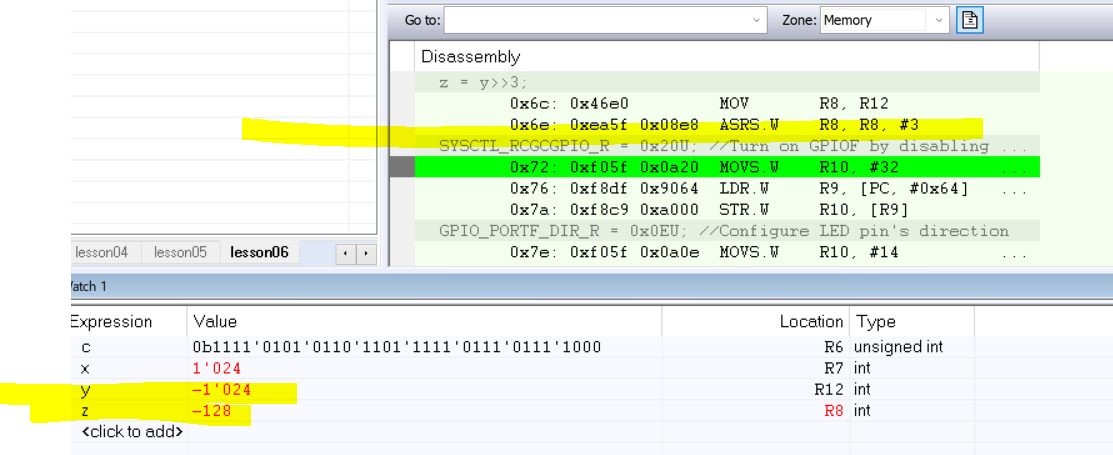 Go to: Zone: Memory
Disassembly
z = y>>3;
0x6c: 0x46e0 MOV R8, R12
0x6e: 0xea5f 0x08e8 ASRS.W R8, R8, #3
SYSCTL_RCGCGPIO_R = 0x20U; //Turn on GPIOF by disabling ...
0x72: 0xf05f 0x0a20 MOVS.W R10, #32 ...
0x76: 0xf8df 0x9064 LDR.W R9, [PC, #0x64] ...
0x7a: 0xf8c9 0xa000 STR.W R10, [R9]
GPIO_PORTF_DIR_R = 0x0EU; //Configure LED pin's direction
0x7e: 0xf05f 0x0a0e MOVS.W R10, #14 ...
lesson04 lesson05 lesson06
Watch 1
Expression Value Location Type
c 0b1111'0101'0110'1101'1111'0111'0111'1000 R6 unsigned int
x 1'024 R7 int
y -1'024 R12 int
z -128 R8 int
<click to add>